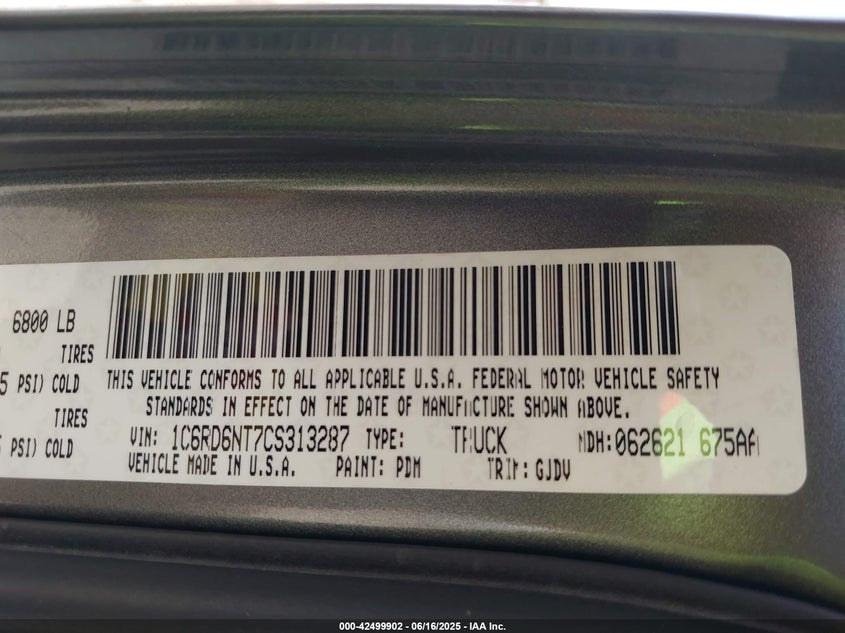 6800 LB
TIRES
5 PSI) COLD
TIRES
PSI) COLD
THIS VEHICLE CONFORMS TO ALL APPLICABLE U.S.A. FEDERAL MOTOR VEHICLE SAFETY
STANDARDS IN EFFECT ON THE DATE OF MANUFACTURE SHOWN ABOVE.
VIN: 1C6RD6NT7CS313287 TYPE: TRUCK MDH:062621 675AA
VEHICLE MADE IN U.S.A. PAINT: PDM TRIM: GJDV
000-42499902 - 06/16/2025 - IAA Inc.